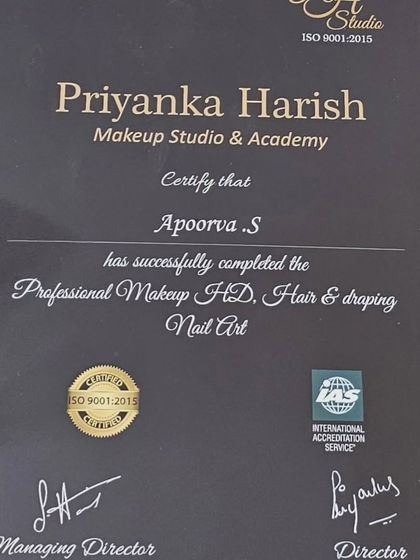 Studio
ISO 9001:2015
Priyanka Harish
Makeup Studio & Academy
Certify that
Apoorva .S
has successfully completed the
Professional Makeup HD, Hair & draping
Nail Art
CERTIFIED
ISO 9001:2015
CERTIFIED
IAS
INTERNATIONAL
ACCREDITATION
SERVICE®
Managing Director
Director